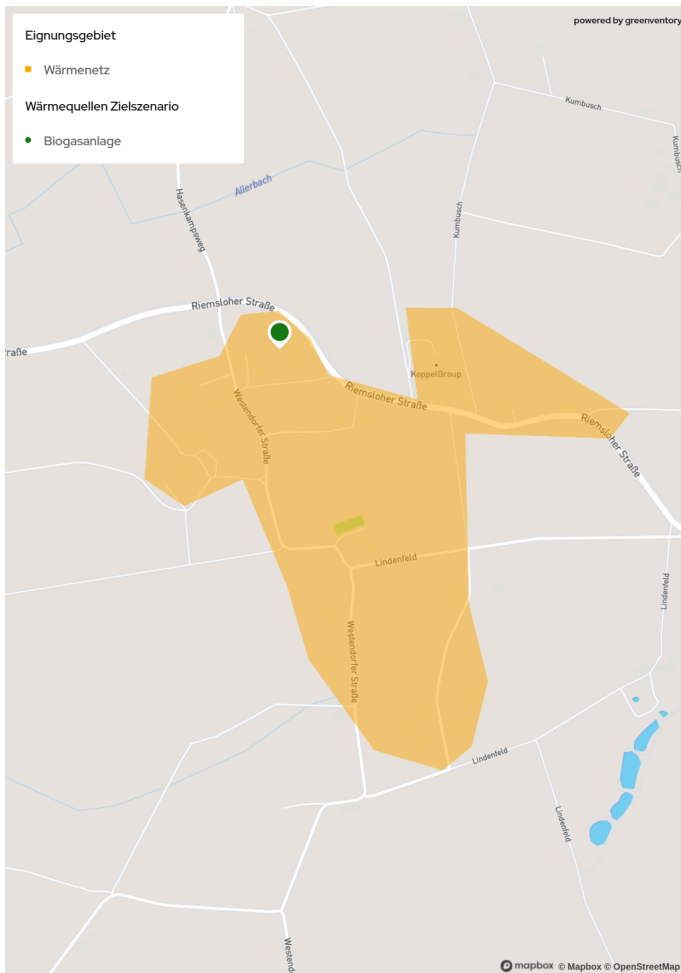 powered by greenventory
Eignungsgebiet
Wärmenetz
Wärmequellen Zielszenario
Biogasanlage
Kumbusch
Kumbusch
Allerbach
Hasenkampsweg
Kumbusch
Riemsloher Straße
raße
KoppelGroup
Riemsloher Straße
Westendorfer Straße
Riemsloher Straße
Lindenfeld
Lindenfeld
Westendorfer Straße
Lindenfeld
Lindenfeld
Westend
mapbox © Mapbox © OpenStreetMap